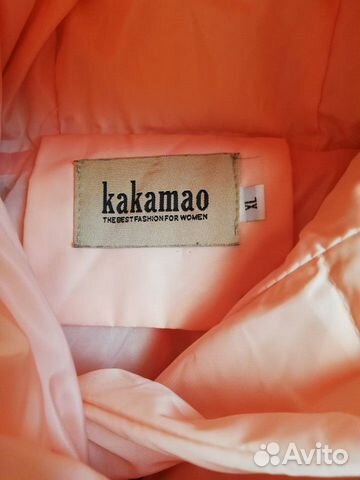 kakamao
THE BEST FASHION FOR WOMEN
XL
Avito